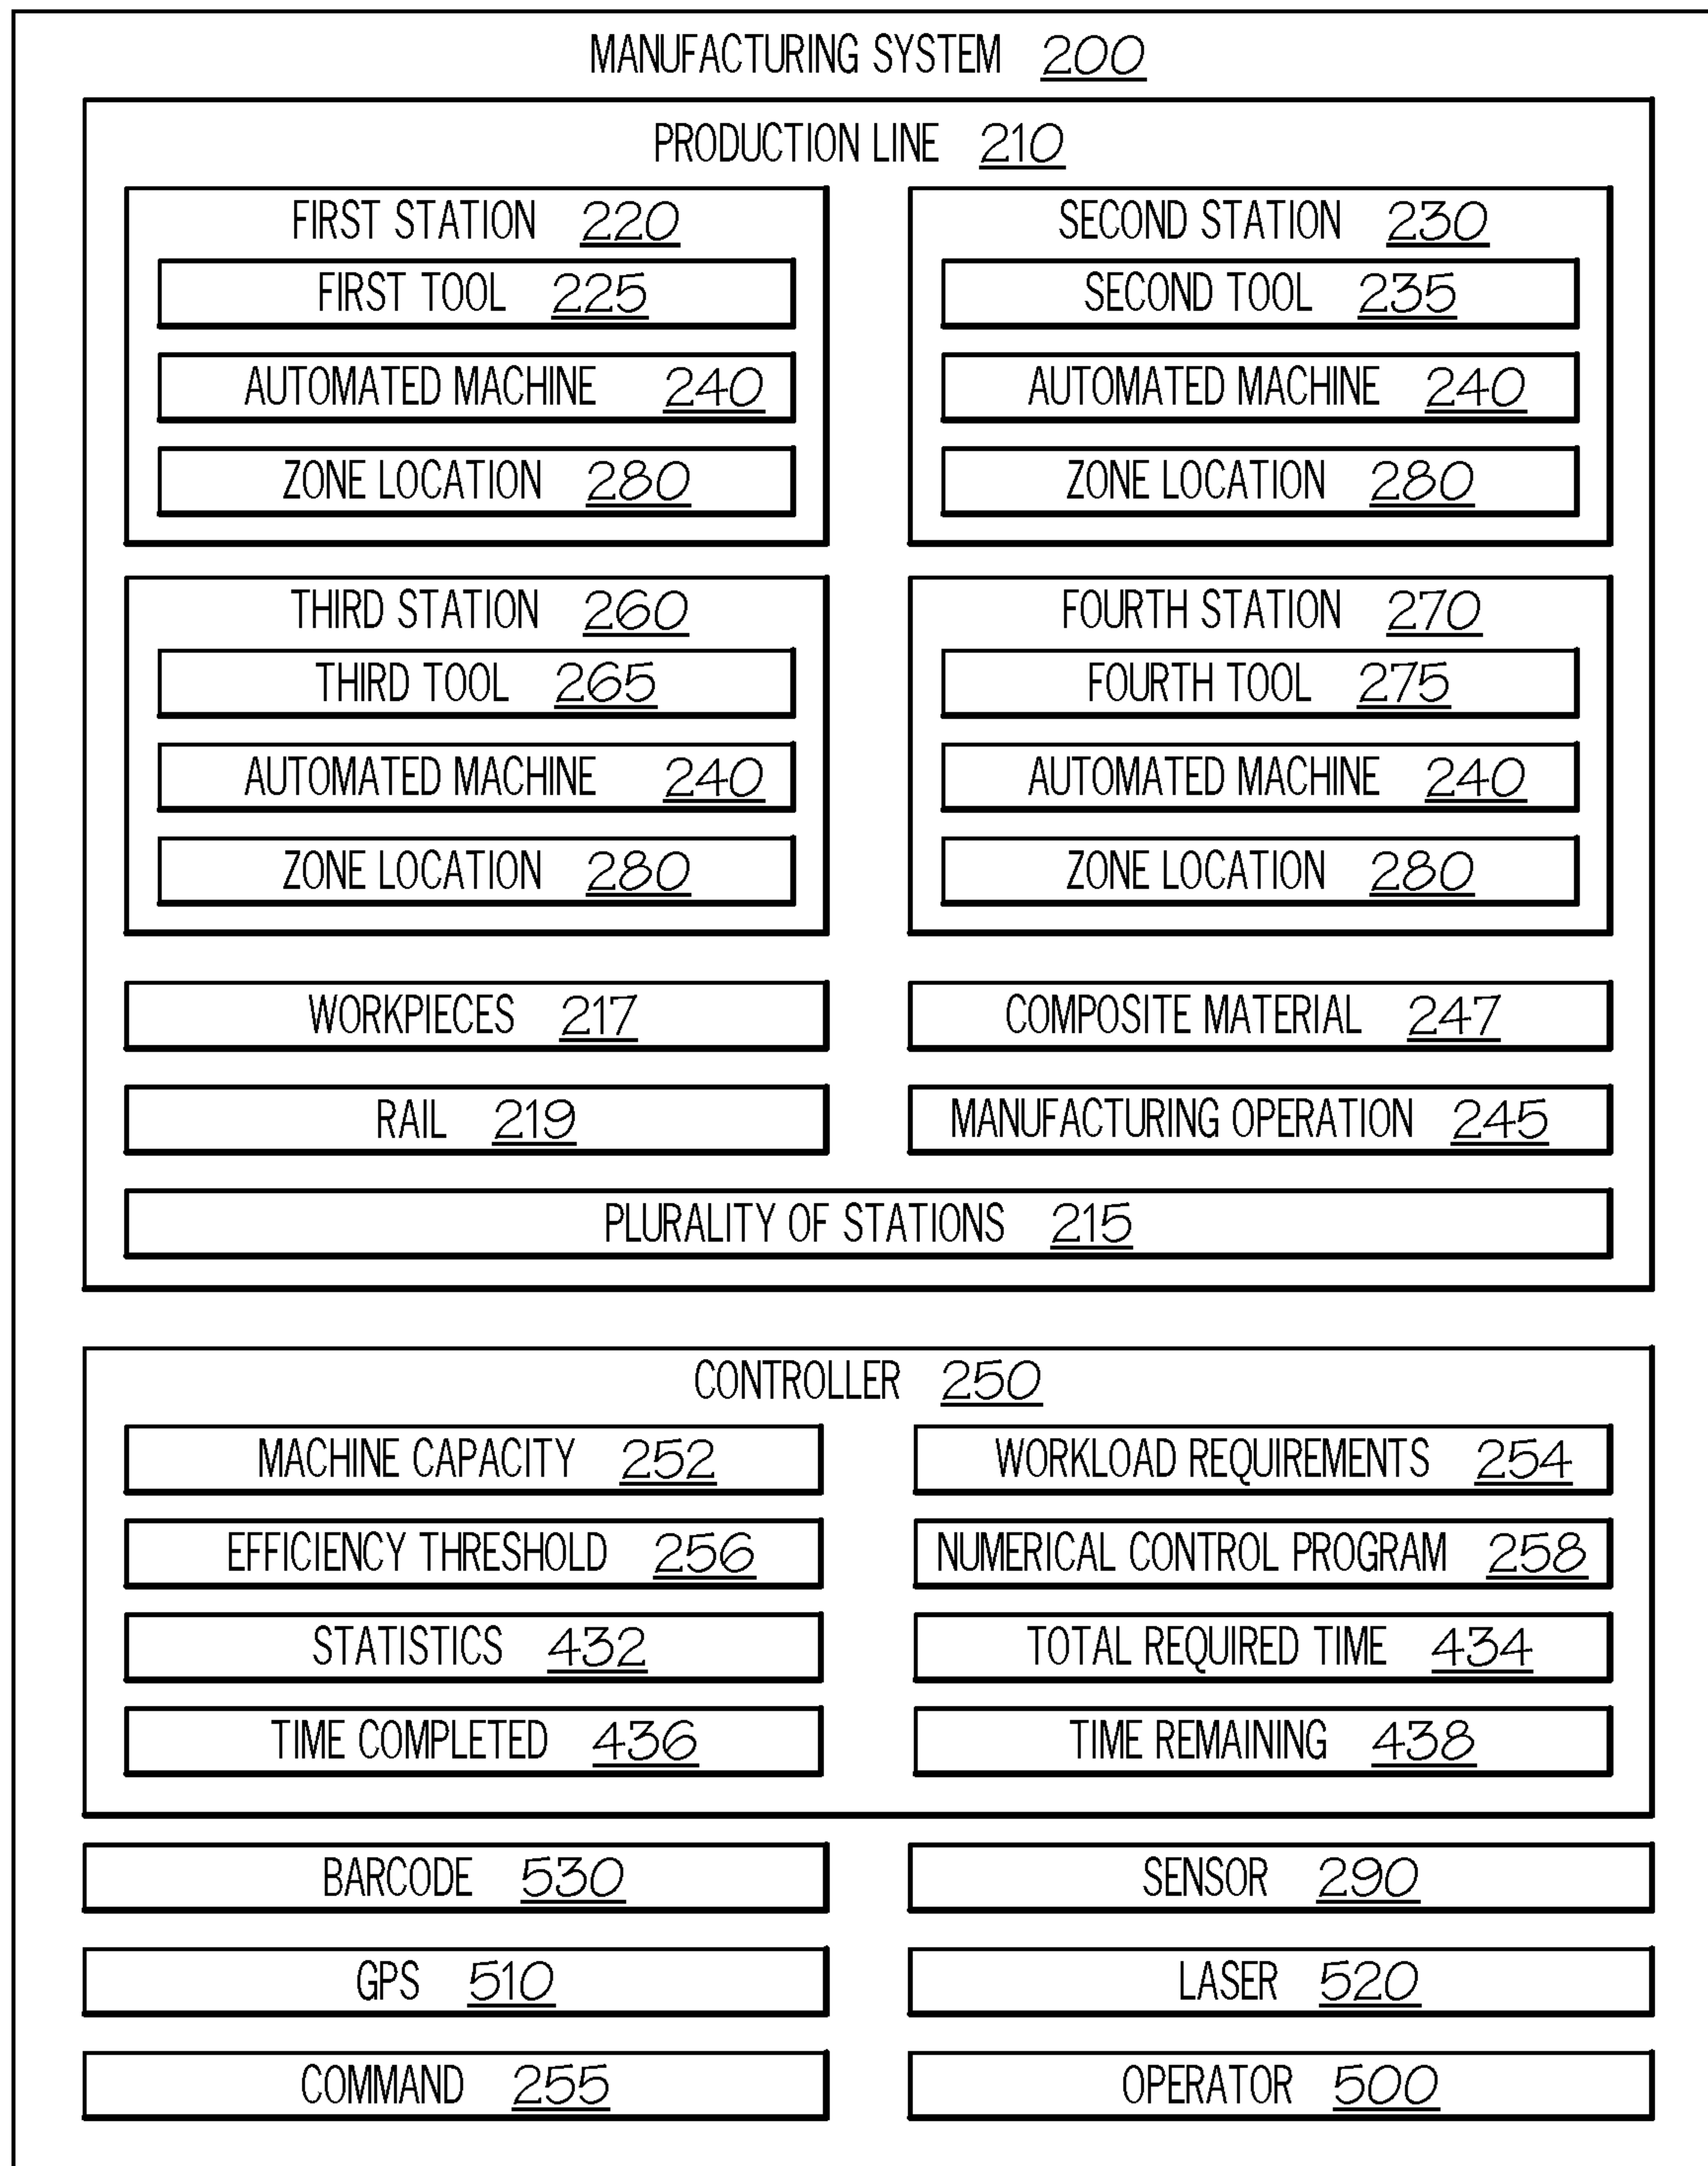 MANUFACTURING SYSTEM 200
PRODUCTION LINE 210
FIRST STATION 220
FIRST TOOL 225
AUTOMATED MACHINE 240
ZONE LOCATION 280
SECOND STATION 230
SECOND TOOL 235
AUTOMATED MACHINE 240
ZONE LOCATION 280
THIRD STATION 260
THIRD TOOL 265
AUTOMATED MACHINE 240
ZONE LOCATION 280
FOURTH STATION 270
FOURTH TOOL 275
AUTOMATED MACHINE 240
ZONE LOCATION 280
WORKPIECES 217
COMPOSITE MATERIAL 247
RAIL 219
MANUFACTURING OPERATION 245
PLURALITY OF STATIONS 215
CONTROLLER 250
MACHINE CAPACITY 252
WORKLOAD REQUIREMENTS 254
EFFICIENCY THRESHOLD 256
NUMERICAL CONTROL PROGRAM 258
STATISTICS 432
TOTAL REQUIRED TIME 434
TIME COMPLETED 436
TIME REMAINING 438
BARCODE 530
SENSOR 290
GPS 510
LASER 520
COMMAND 255
OPERATOR 500